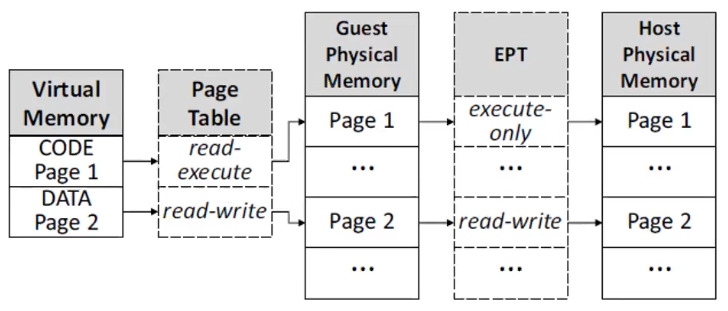 Virtual
Memory
CODE
Page 1
DATA
Page 2
Page
Table
read-
execute
read-write
Guest
Physical
Memory
Page 1
...
Page 2
...
EPT
execute-
only
...
read-write
...
Host
Physical
Memory
Page 1
...
Page 2
...